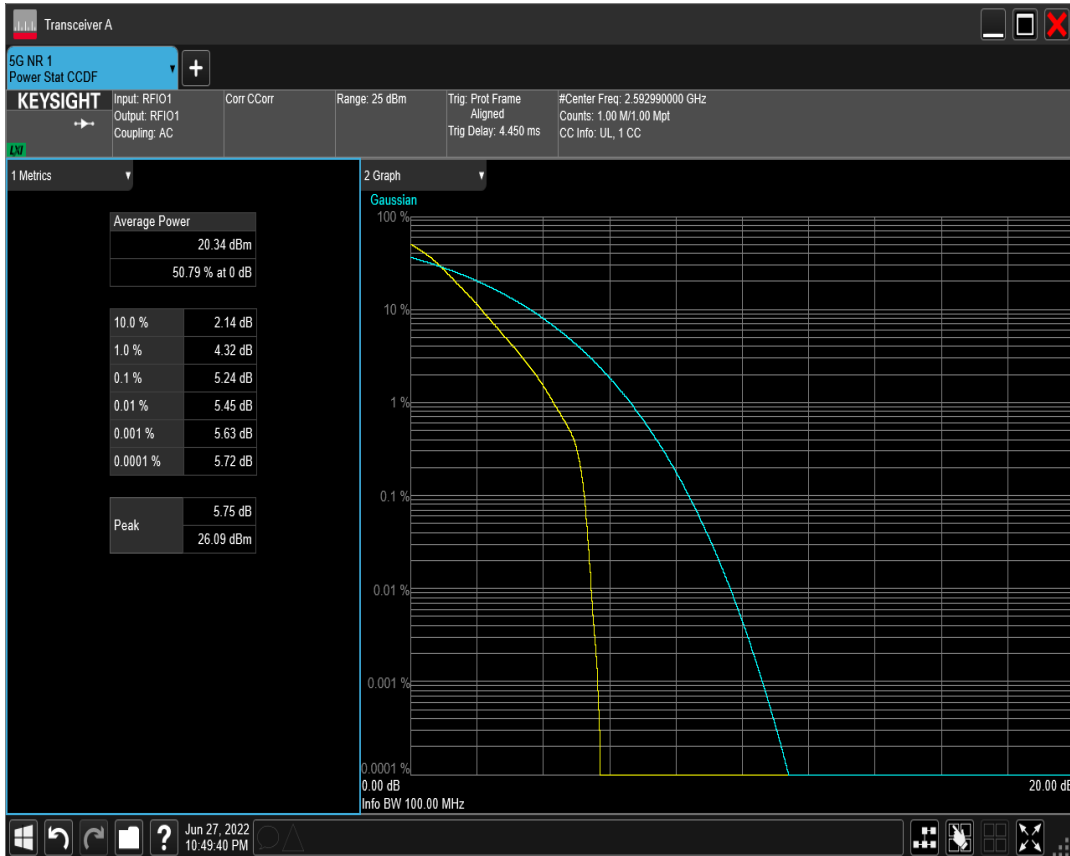 Transceiver A
5G NR 1
Power Stat CCDF
+
KEYSIGHT
LXI
Input: RFIO1
Output: RFIO1
Coupling: AC
Corr CCorr
Range: 25 dBm
Trig: Prot Frame
Aligned
Trig Delay: 4.450 ms
#Center Freq: 2.592990000 GHz
Counts: 1.00 M/1.00 Mpt
CC Info: UL, 1 CC
1 Metrics
Average Power
20.34 dBm
50.79 % at 0 dB
10.0 % 2.14 dB
1.0 % 4.32 dB
0.1 % 5.24 dB
0.01 % 5.45 dB
0.001 % 5.63 dB
0.0001 % 5.72 dB
Peak 5.75 dB
26.09 dBm
2 Graph
Gaussian
100 %
10 %
1 %
0.1 %
0.01 %
0.001 %
0.0001 %
0.00 dB 20.00 dB
Info BW 100.00 MHz
? Jun 27, 2022
10:49:40 PM